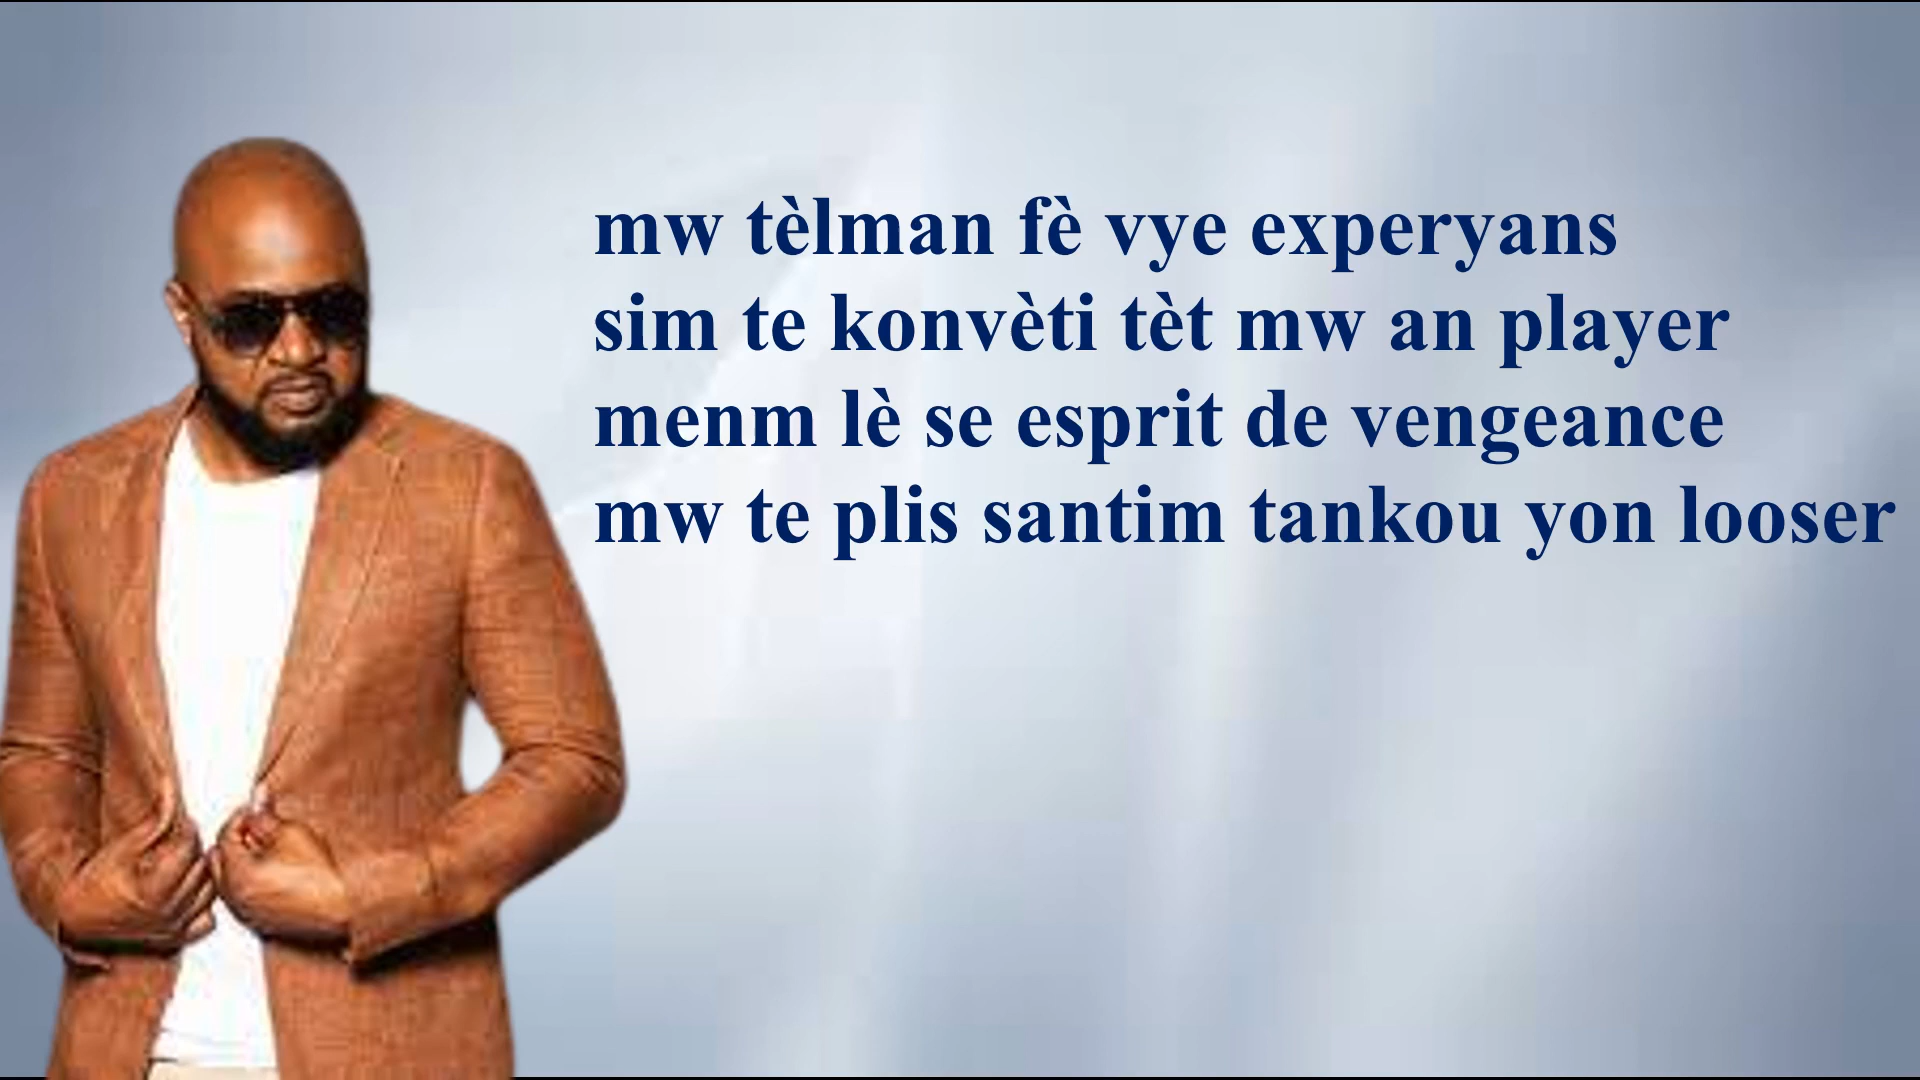 mw tèlman fè vye experyans
sim te konvèti tèt mw an player
menm lè se esprit de vengeance
mw te plis santim tankou yon looser